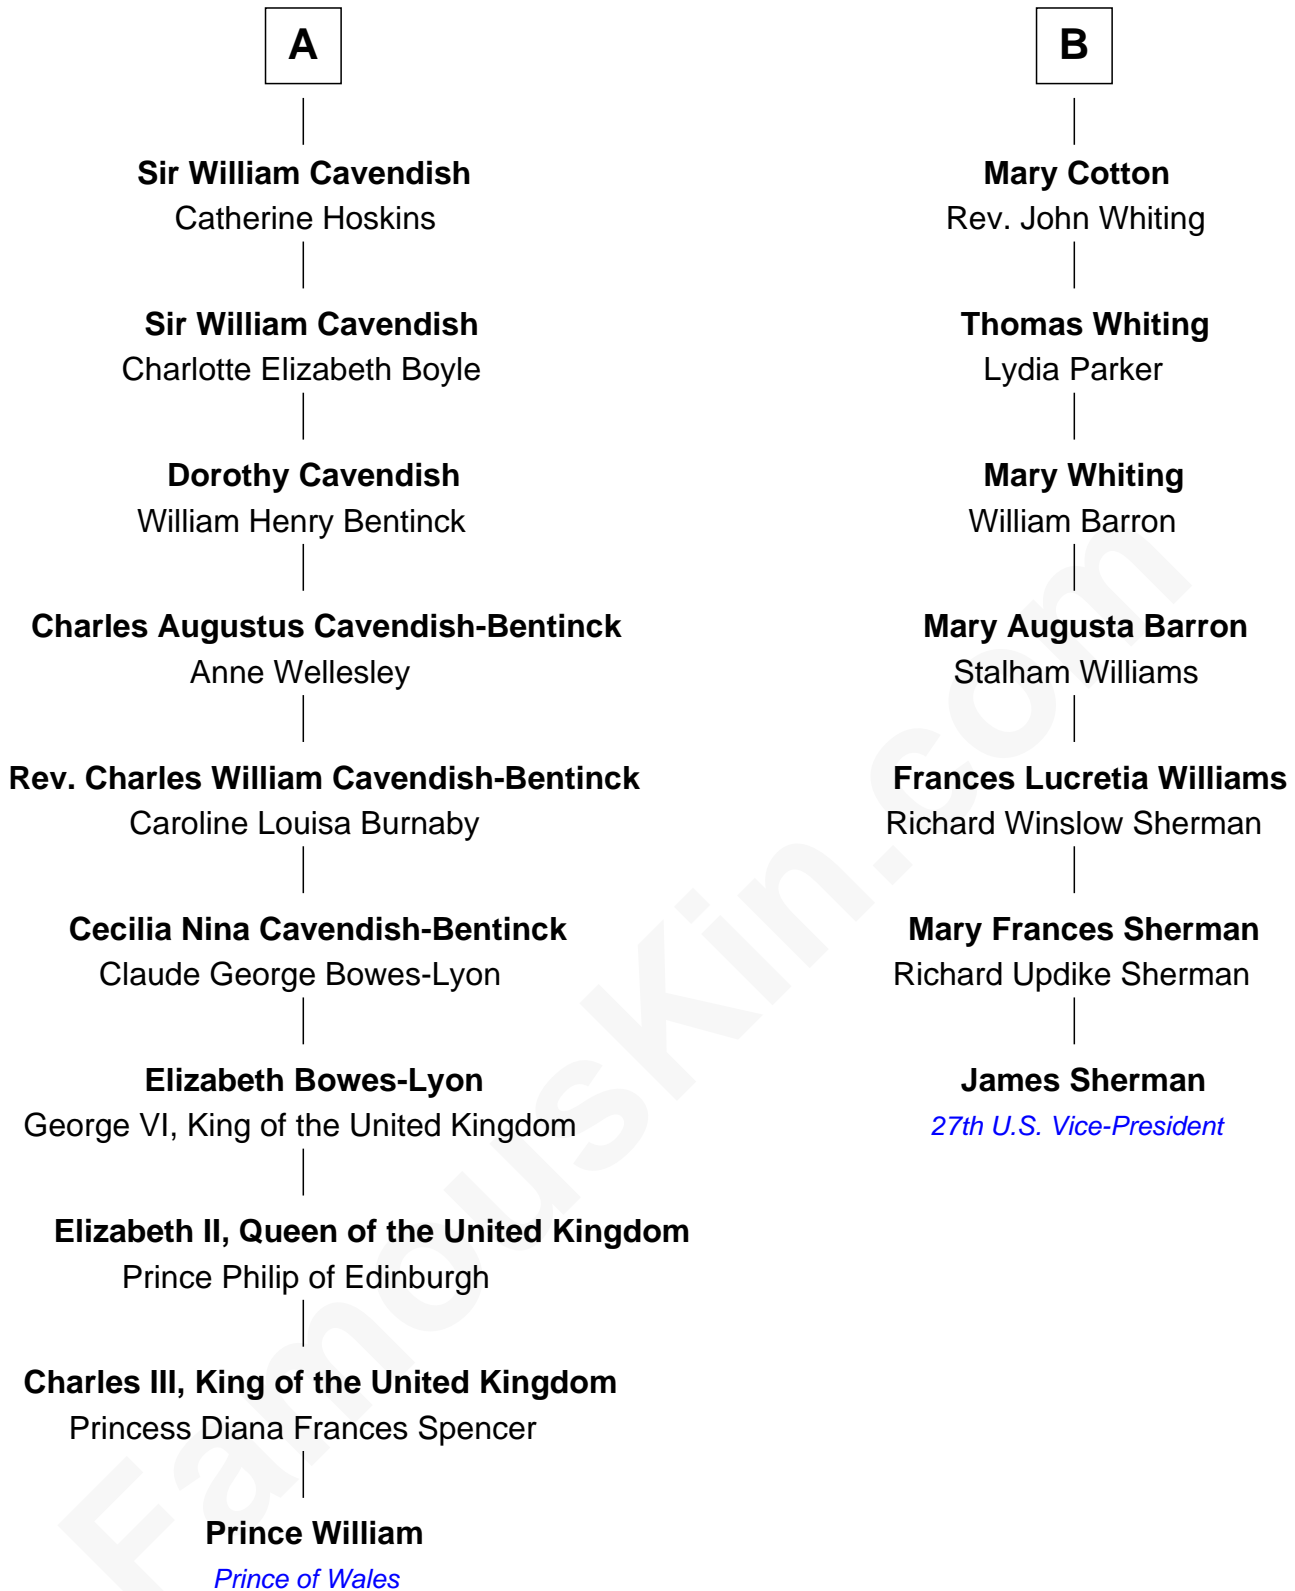 A
Sir William Cavendish
Catherine Hoskins
Sir William Cavendish
Charlotte Elizabeth Boyle
Dorothy Cavendish
William Henry Bentinck
Charles Augustus Cavendish-Bentinck
Anne Wellesley
Rev. Charles William Cavendish-Bentinck
Caroline Louisa Burnaby
Cecilia Nina Cavendish-Bentinck
Claude George Bowes-Lyon
Elizabeth Bowes-Lyon
George VI, King of the United Kingdom
Elizabeth II, Queen of the United Kingdom
Prince Philip of Edinburgh
Charles III, King of the United Kingdom
Princess Diana Frances Spencer
Prince William
Prince of Wales
B
Mary Cotton
Rev. John Whiting
Thomas Whiting
Lydia Parker
Mary Whiting
William Barron
Mary Augusta Barron
Stalham Williams
Frances Lucretia Williams
Richard Winslow Sherman
Mary Frances Sherman
Richard Updike Sherman
James Sherman
27th U.S. Vice-President
FamousKin.com